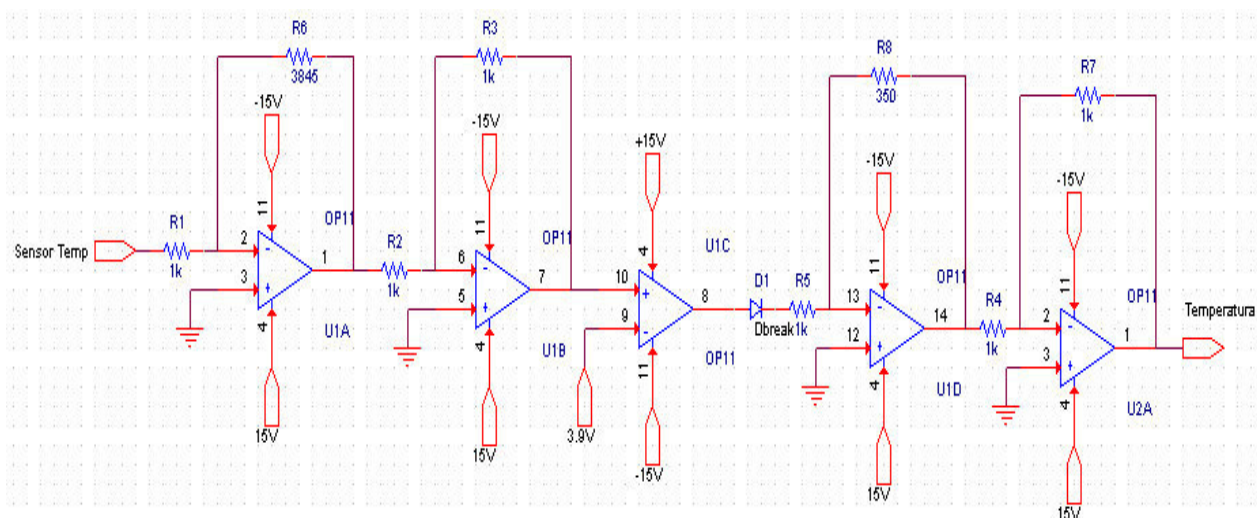 R6
3845
R3
1k
R8
350
R7
1k
-15V
-15V
+15V
-15V
-15V
11
11
4
11
11
OP11
OP11
U1C
OP11
OP11
Sensor Temp
R1
1k
2
3
1
4
U1A
15V
R2
1k
6
5
7
4
U1B
15V
10
9
8
11
OP11
3.9V
-15V
D1
Dbreak
R5
1k
13
12
14
4
U1D
15V
R4
1k
2
3
1
4
U2A
15V
Temperatura